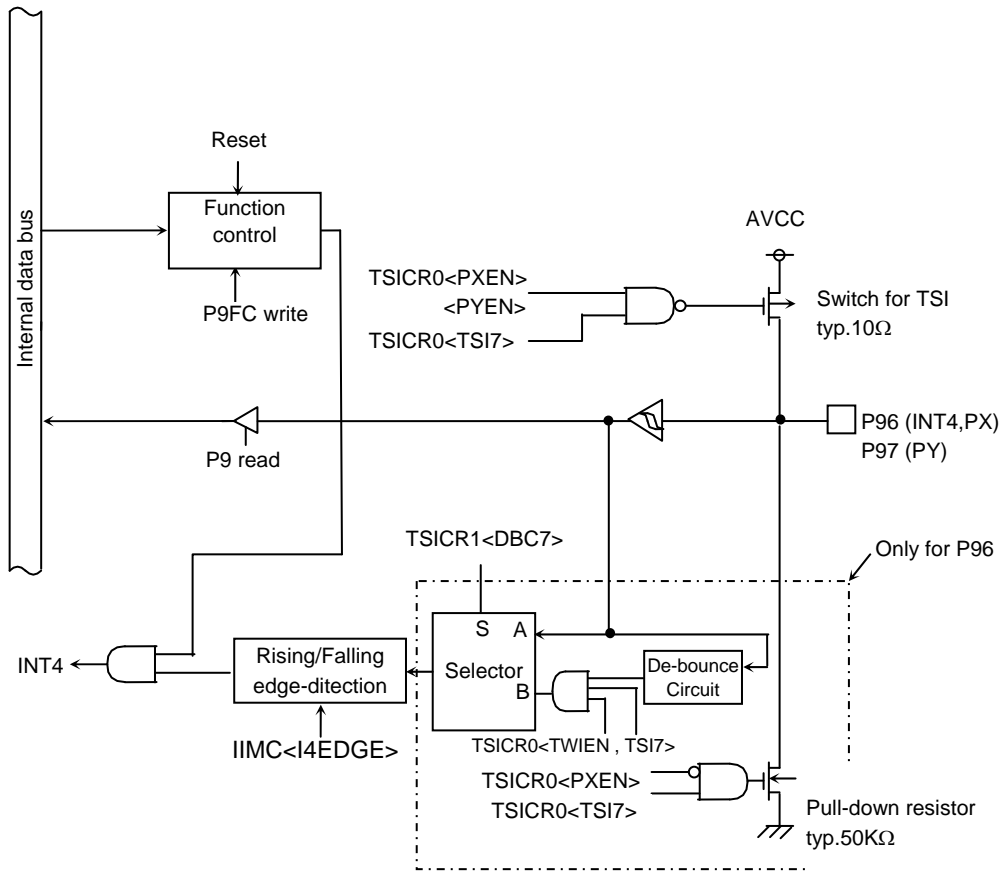 Internal data bus
Reset
Function
control
P9FC write
AVCC
TSICR0<PXEN>
<PYEN>
TSICR0<TSI7>
Switch for TSI
typ.10Ω
P96 (INT4,PX)
P97 (PY)
P9 read
TSICR1<DBC7>
Only for P96
S
A
Selector
B
De-bounce
Circuit
INT4
Rising/Falling
edge-ditection
IIMC<I4EDGE>
TSICR0<TWIEN , TSI7>
TSICR0<PXEN>
TSICR0<TSI7>
Pull-down resistor
typ.50KΩ